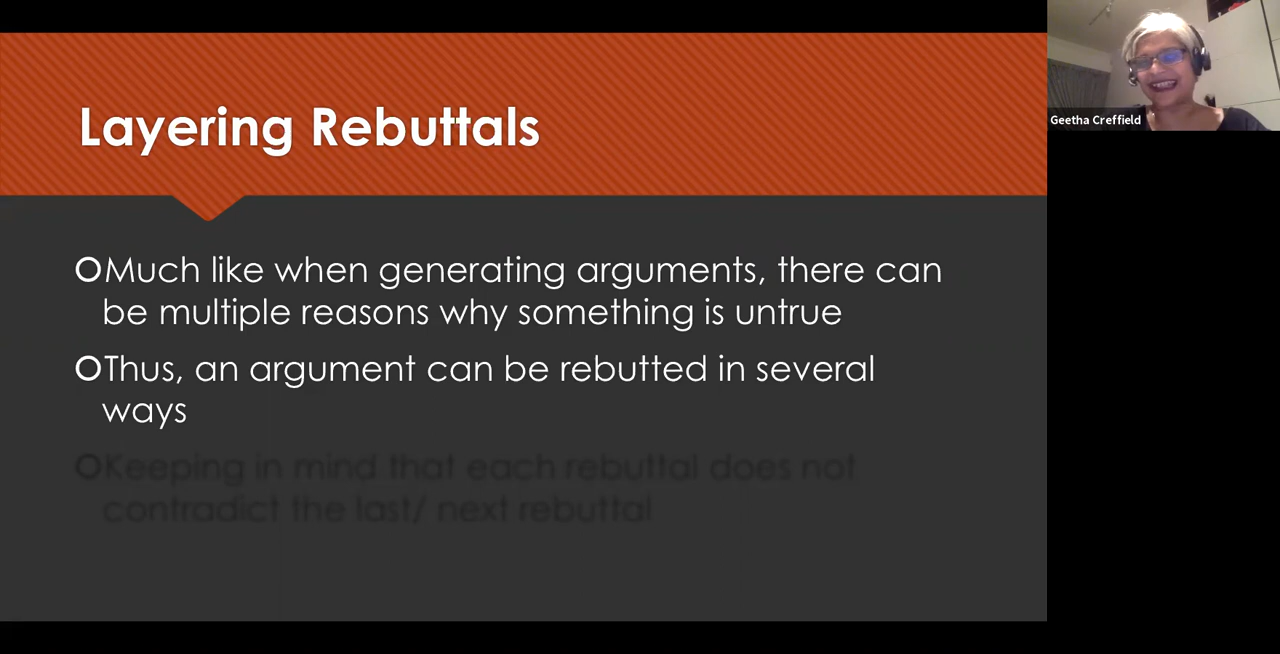 Layering Rebuttals
Much like when generating arguments, there can
be multiple reasons why something is untrue
Thus, an argument can be rebutted in several
ways
Keeping in mind that each rebuttal does not
contradict the last/ next rebuttal
Geetha Creffield